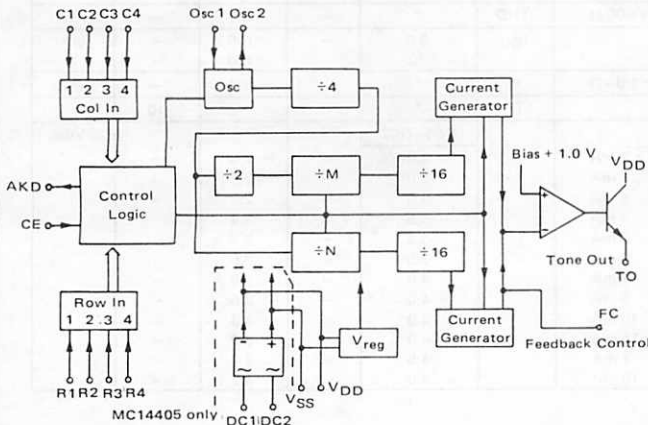 C1 C2 C3 C4
Osc 1 Osc 2
1 2 3 4
Col In
Osc
÷4
Current
Generator
Bias + 1.0 V
VDD
÷2
÷M
÷16
AKD
CE
Control
Logic
+
−
÷N
÷16
Tone Out
TO
Row In
1 2 3 4
− +
~ ~
Vreg
Current
Generator
FC
Feedback Control
R1 R2 R3 R4
VSS
VDD
MC14405 only
DC1 DC2